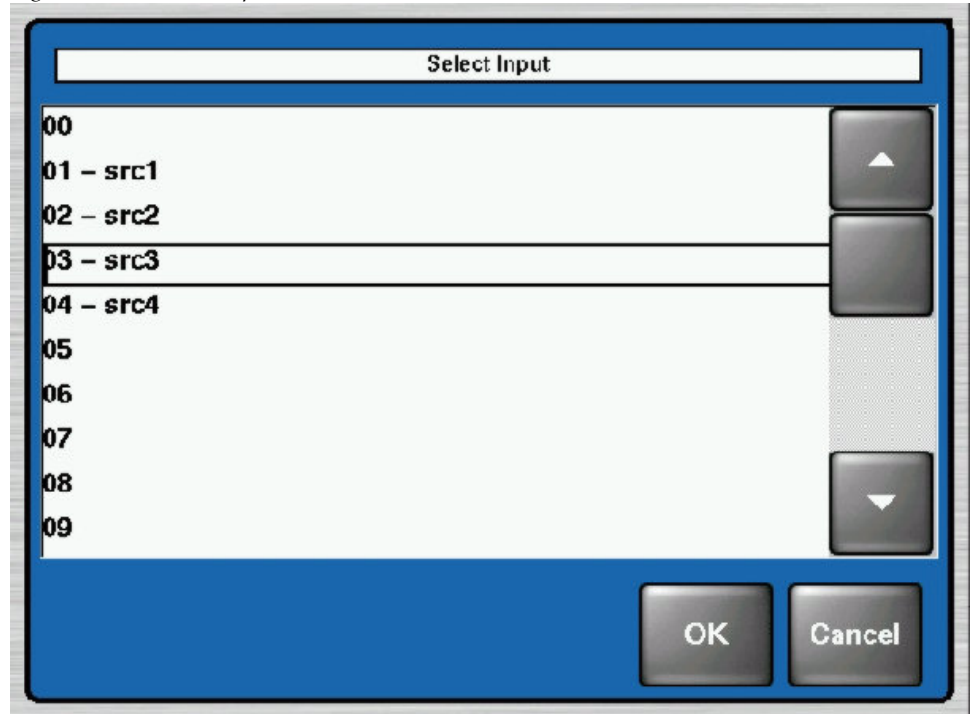 Select Input
00
01 – src1
02 – src2
03 – src3
04 – src4
05
06
07
08
09
OK Cancel